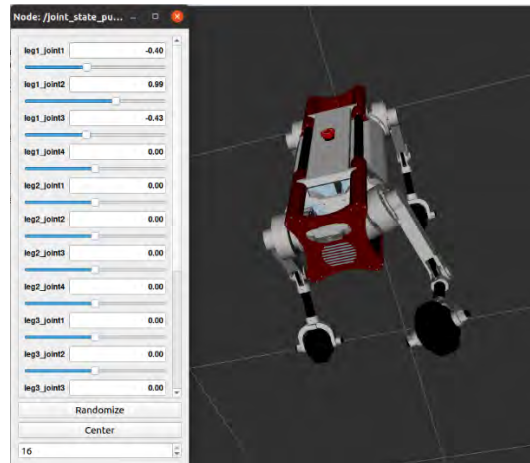 Node: /joint_state_pu...
leg1_joint1 -0.40
leg1_joint2 0.99
leg1_joint3 -0.43
leg1_joint4 0.00
leg2_joint1 0.00
leg2_joint2 0.00
leg2_joint3 0.00
leg2_joint4 0.00
leg3_joint1 0.00
leg3_joint2 0.00
leg3_joint3 0.00
Randomize
Center
16